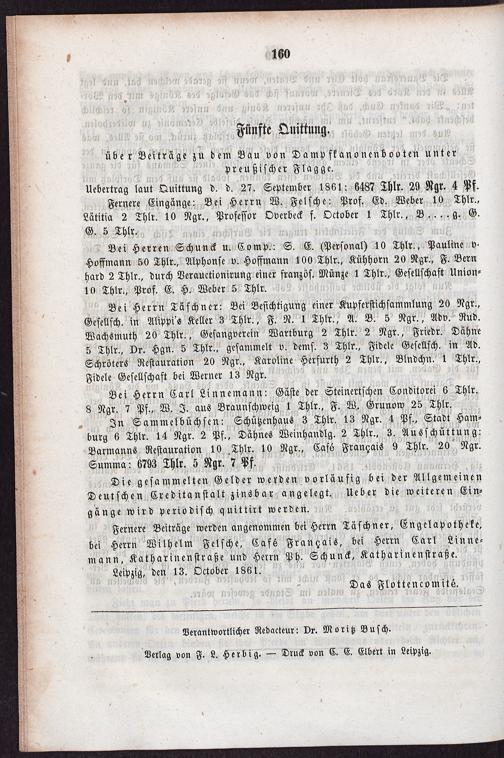 160
Fünfte Quittung.
über Beiträge zu dem Bau von Dampfkanonenbooten unter
preußischer Flagge.
Uebertrag laut Quittung d. d. 27. September 1861: 6487 Thlr. 29 Ngr. 4 Pf.
Fernere Eingänge: Bei Herrn W. Felsche: Prof. Ed. Weber 10 Thlr.,
Lätitia 2 Thlr. 10 Ngr., Professor Overbeck f. October 1 Thlr., B....g. G.
G. 5 Thlr.
Bei Herren Schunck u. Comp.: S. E. (Personal) 10 Thlr., Pauline v-
Hoffmann 50 Thlr., Alphonse v. Hoffmann 100 Thlr., Kühhorn 20 Ngr., F. Bern
hard 2 Thlr., durch Verauctionirung einer französ. Münze 1 Thlr., Gesellschaft Union-
10 Thlr., Prof. E. H. Weber 5 Thlr.
Bei Herrn Täschner: Bei Besichtigung einer Kupferstichsammlung 20 Ngr.,
Gesellsch. in Alippi's Keller 3 Thlr., F. N. 1 Thlr., A. B. 5 Ngr., Adv. Rud.
Wachsmuth 20 Thlr., Gesangverein Wartburg 2 Thlr. 2 Ngr., Friedr. Dähne
5 Thlr., Dr. Hgn. 5 Thlr., gesammelt v. dems. 3 Thlr., Fidele Gesellsch. in Ad.
Schröters Restauration 20 Ngr., Karoline Herfurth 2 Thlr., Blndchn. 1 Thlr.,
Fidele Gesellschaft bei Werner 13 Ngr.
Bei Herrn Carl Linnemann: Gäste der Steinertschen Conditorei 6 Thlr.
8 Ngr. 7 Pf., W. J. aus Braunschweig 1 Thlr., F. W. Grunow 25 Thlr.
In Sammelbüchsen: Schützenhaus 3 Thlr. 13 Ngr. 4 Pf., Stadt Ham-
burg 6 Thlr. 14 Ngr. 2 Pf., Dähnes Weinhandlg. 2 Thlr., 3. Ausschüttung:
Barmanns Restauration 10 Thlr. 10 Ngr., Café Français 9 Thlr. 20 Ngr.
Summa: 6793 Thlr. 5 Ngr. 7 Pf.
Die gesammelten Gelder werden vorläufig bei der Allgemeinen
Deutschen Creditanstalt zinsbar angelegt. Ueber die weiteren Ein-
gänge wird periodisch quittirt werden.
Fernere Beiträge werden angenommen bei Herrn Täschner, Engelapotheke,
bei Herrn Wilhelm Felsche, Café Français, bei Herrn Carl Linne-
mann, Katharinenstraße und Herrn Ph. Schunck, Katharinenstraße.
Leipzig, den 13. October 1861.
Das Flottencomité.
Verantwortlicher Redacteur: Dr. Moritz Busch.
Verlag von F. L. Herbig. — Druck von C. E. Elbert in Leipzig.